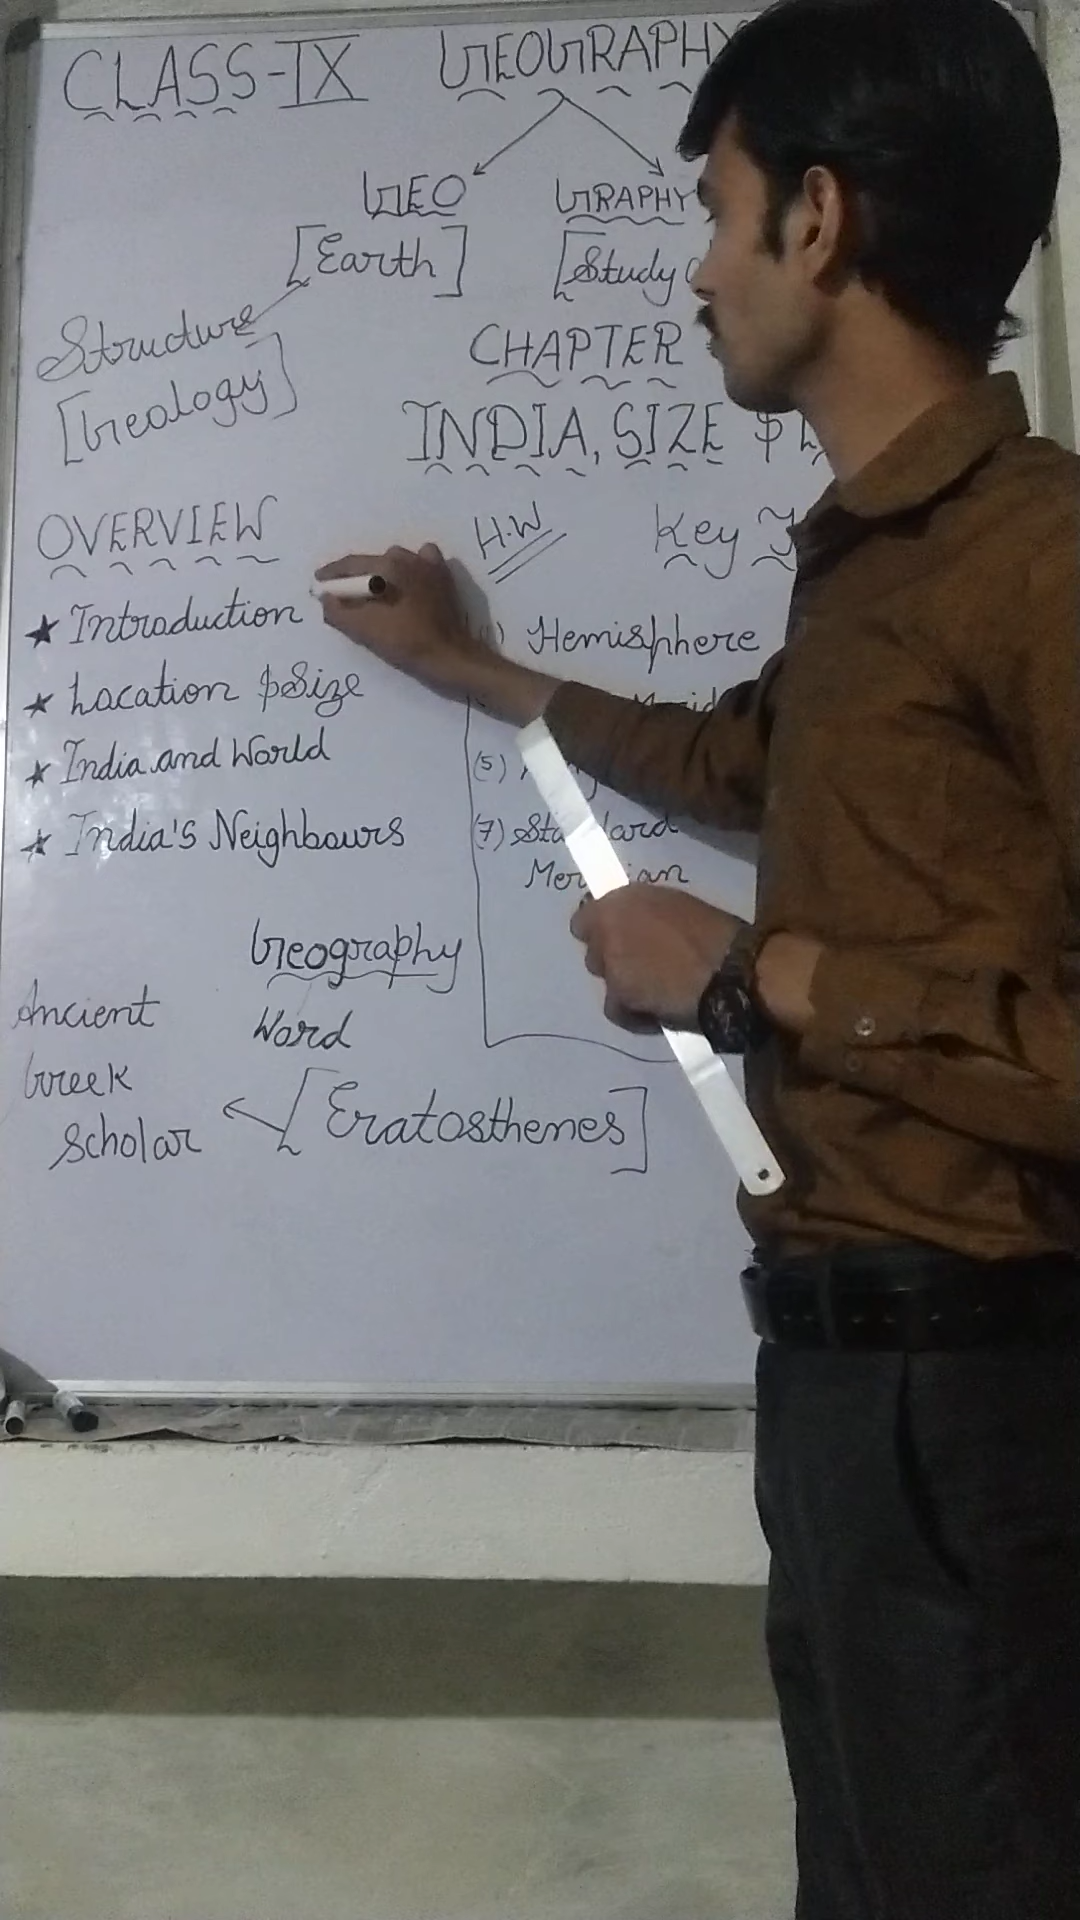 CLASS-IX GEOGRAPHY
GEO GRAPHY
[Earth] [Study
Structure
[Geology]
CHAPTER
INDIA, SIZE &
OVERVIEW
H.W Key
★ Introduction
Hemisphere
★ Location & Size
★ India and World
(5)
★ India's Neighbours
(7) Standard
Meridian
Geography
Word
Ancient
Greek
Scholar
[Eratosthenes]